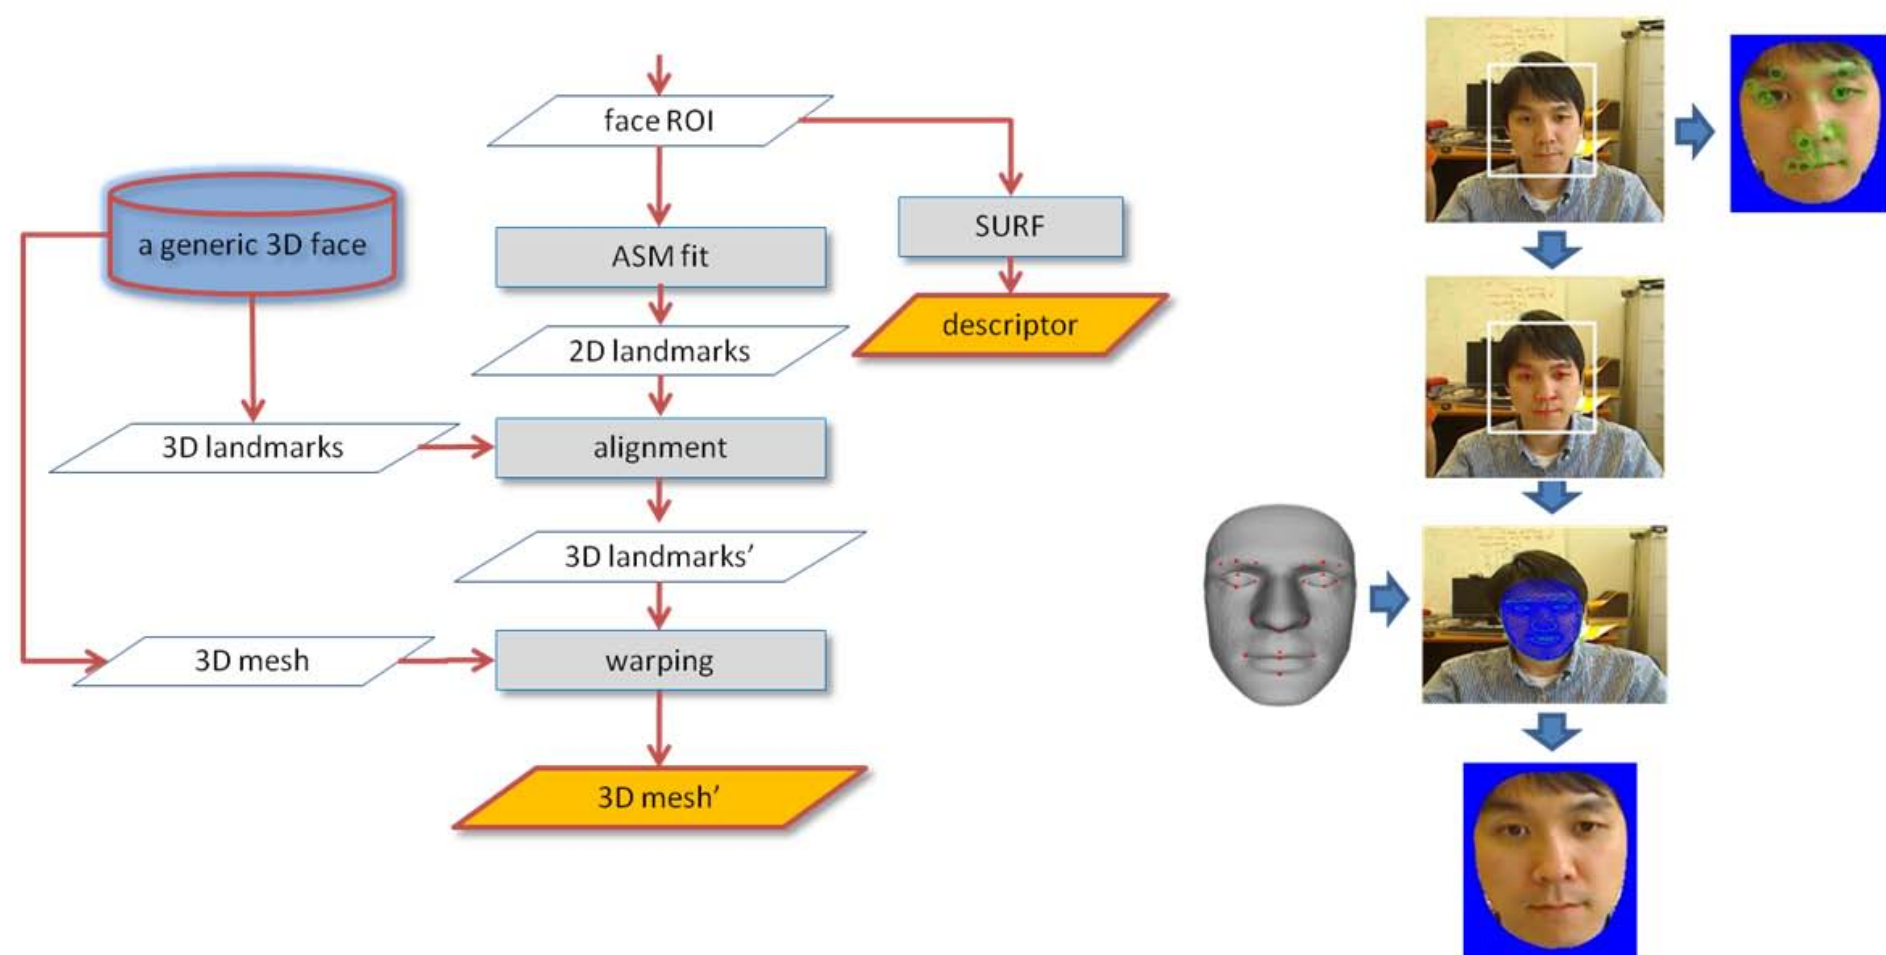 face ROI
a generic 3D face
SURF
ASM fit
descriptor
2D landmarks
3D landmarks
alignment
3D landmarks’
3D mesh
warping
3D mesh’